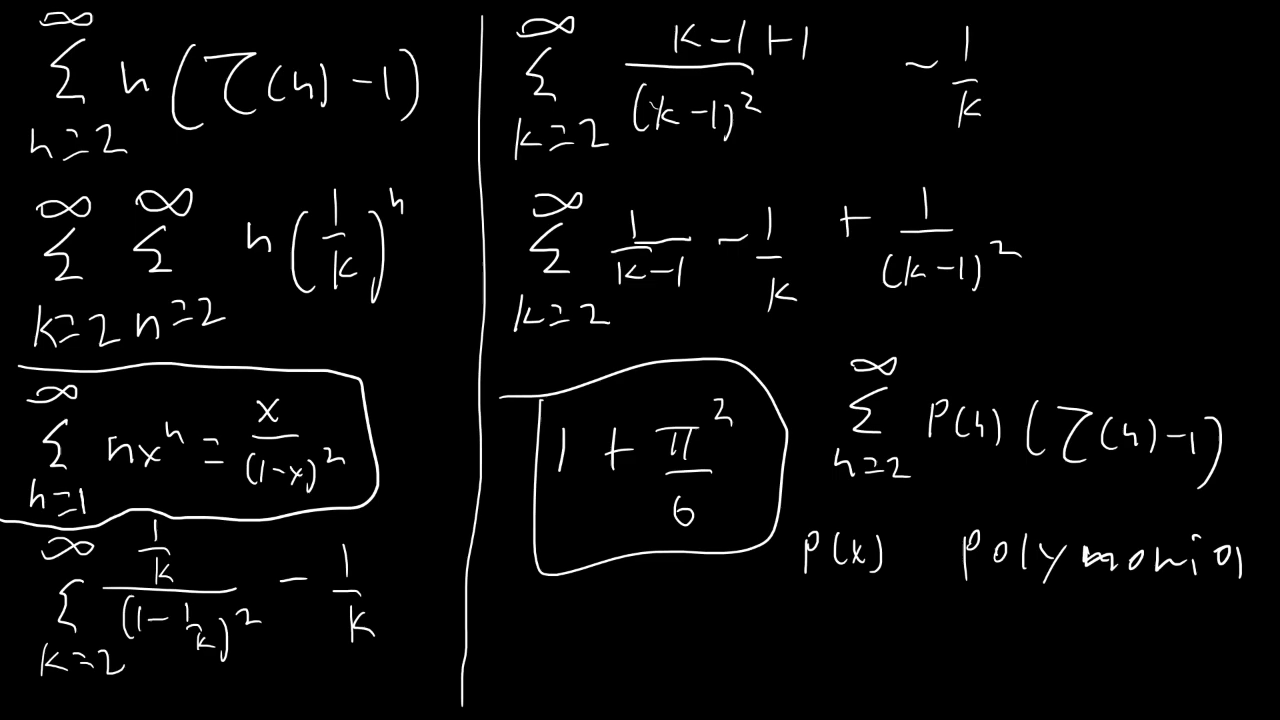 ∞
∑ n (ζ(n) − 1)
n=2
∞ ∞
∑ ∑ n (1/k)^n
k=2 n=2
∞
∑ nx^n = x/(1−x)^2
n=1
∞
∑ (1/k)/(1−1/k)^2 − 1/k
k=2
∞
∑ (k−1+1)/(k−1)^2 − 1/k
k=2
∞
∑ 1/(k−1) − 1/k + 1/(k−1)^2
k=2
1 + π^2/6
∞
∑ P(n) (ζ(n)−1)
n=2
P(x) polymonial